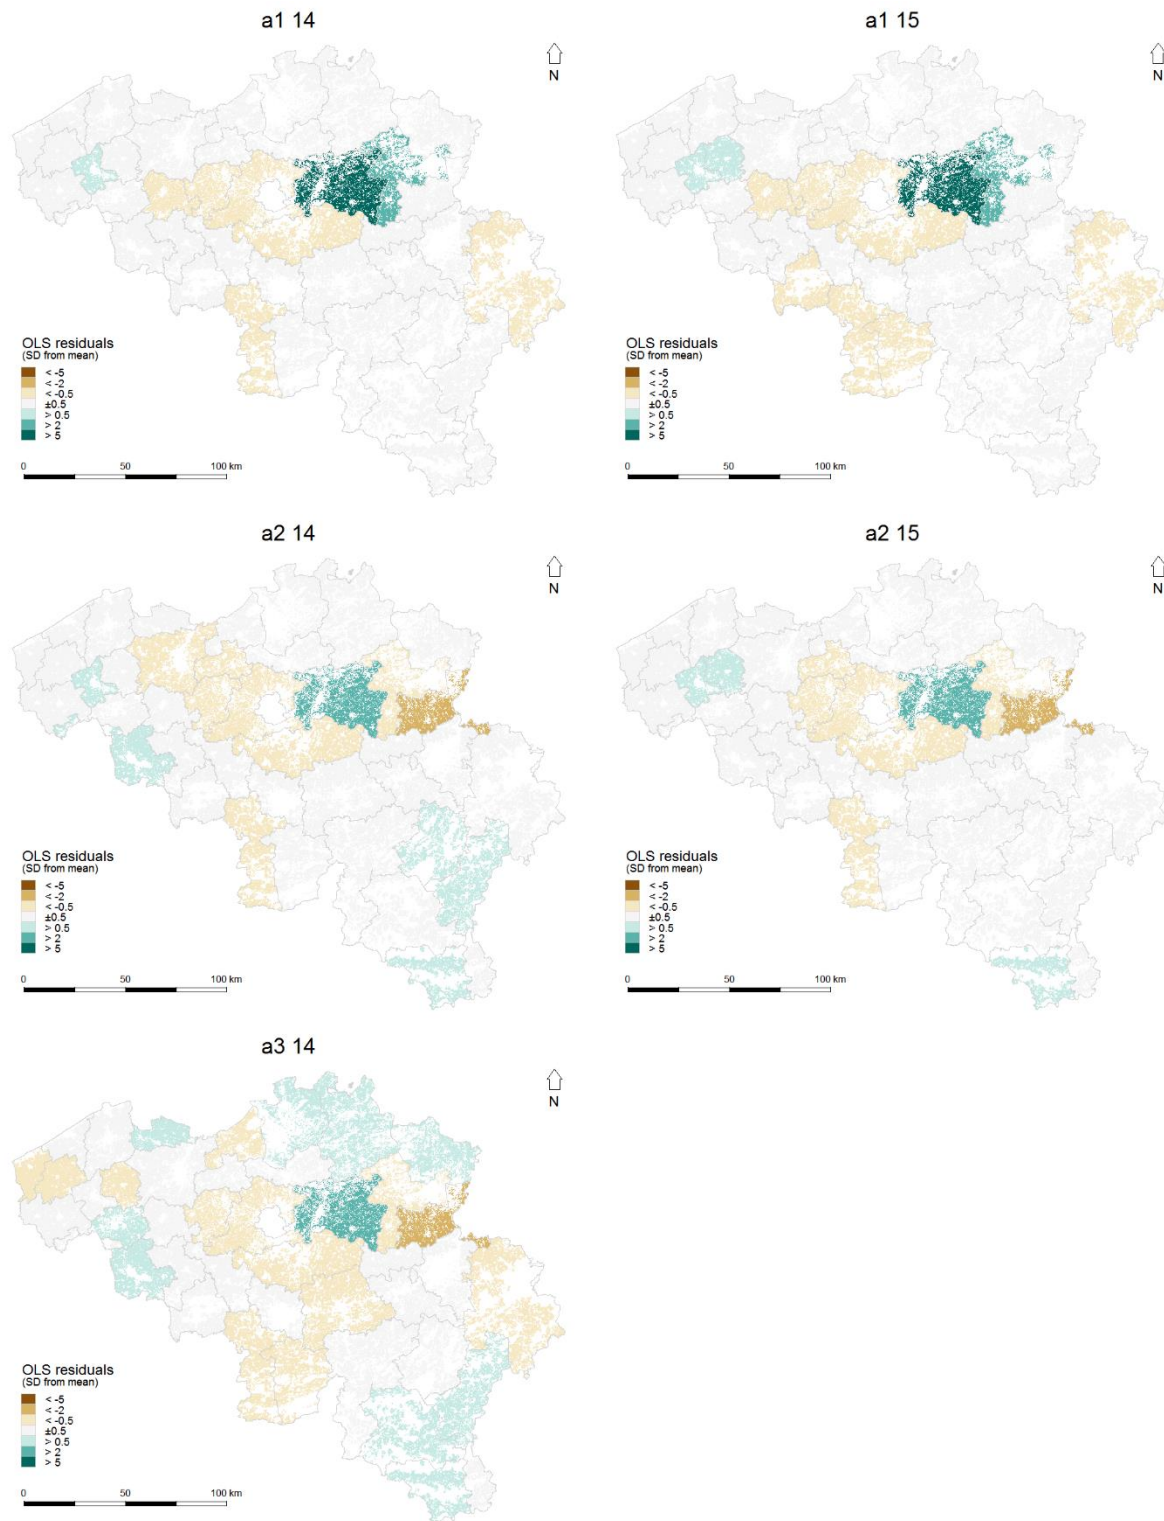 a1 14
N
OLS residuals
(SD from mean)
< -5
< -2
< -0.5
±0.5
> 0.5
> 2
> 5
0 50 100 km
a1 15
N
OLS residuals
(SD from mean)
< -5
< -2
< -0.5
±0.5
> 0.5
> 2
> 5
0 50 100 km
a2 14
N
OLS residuals
(SD from mean)
< -5
< -2
< -0.5
±0.5
> 0.5
> 2
> 5
0 50 100 km
a2 15
N
OLS residuals
(SD from mean)
< -5
< -2
< -0.5
±0.5
> 0.5
> 2
> 5
0 50 100 km
a3 14
N
OLS residuals
(SD from mean)
< -5
< -2
< -0.5
±0.5
> 0.5
> 2
> 5
0 50 100 km